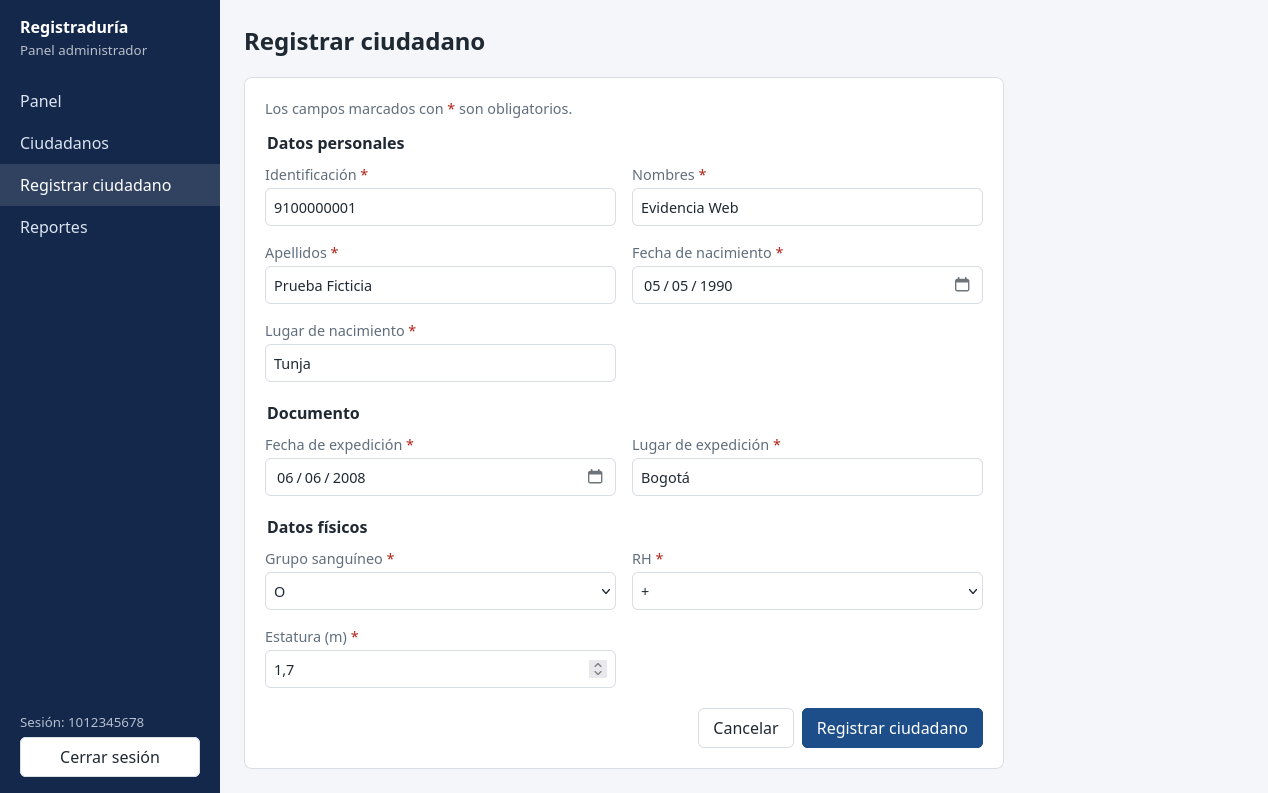 Registraduría
Panel administrador
Panel
Ciudadanos
Registrar ciudadano
Reportes
Sesión: 1012345678
Cerrar sesión
Registrar ciudadano
Los campos marcados con * son obligatorios.
Datos personales
Identificación * Nombres *
9100000001 Evidencia Web
Apellidos * Fecha de nacimiento *
Prueba Ficticia 05 / 05 / 1990
Lugar de nacimiento *
Tunja
Documento
Fecha de expedición * Lugar de expedición *
06 / 06 / 2008 Bogotá
Datos físicos
Grupo sanguíneo * RH *
O +
Estatura (m) *
1,7
Cancelar Registrar ciudadano